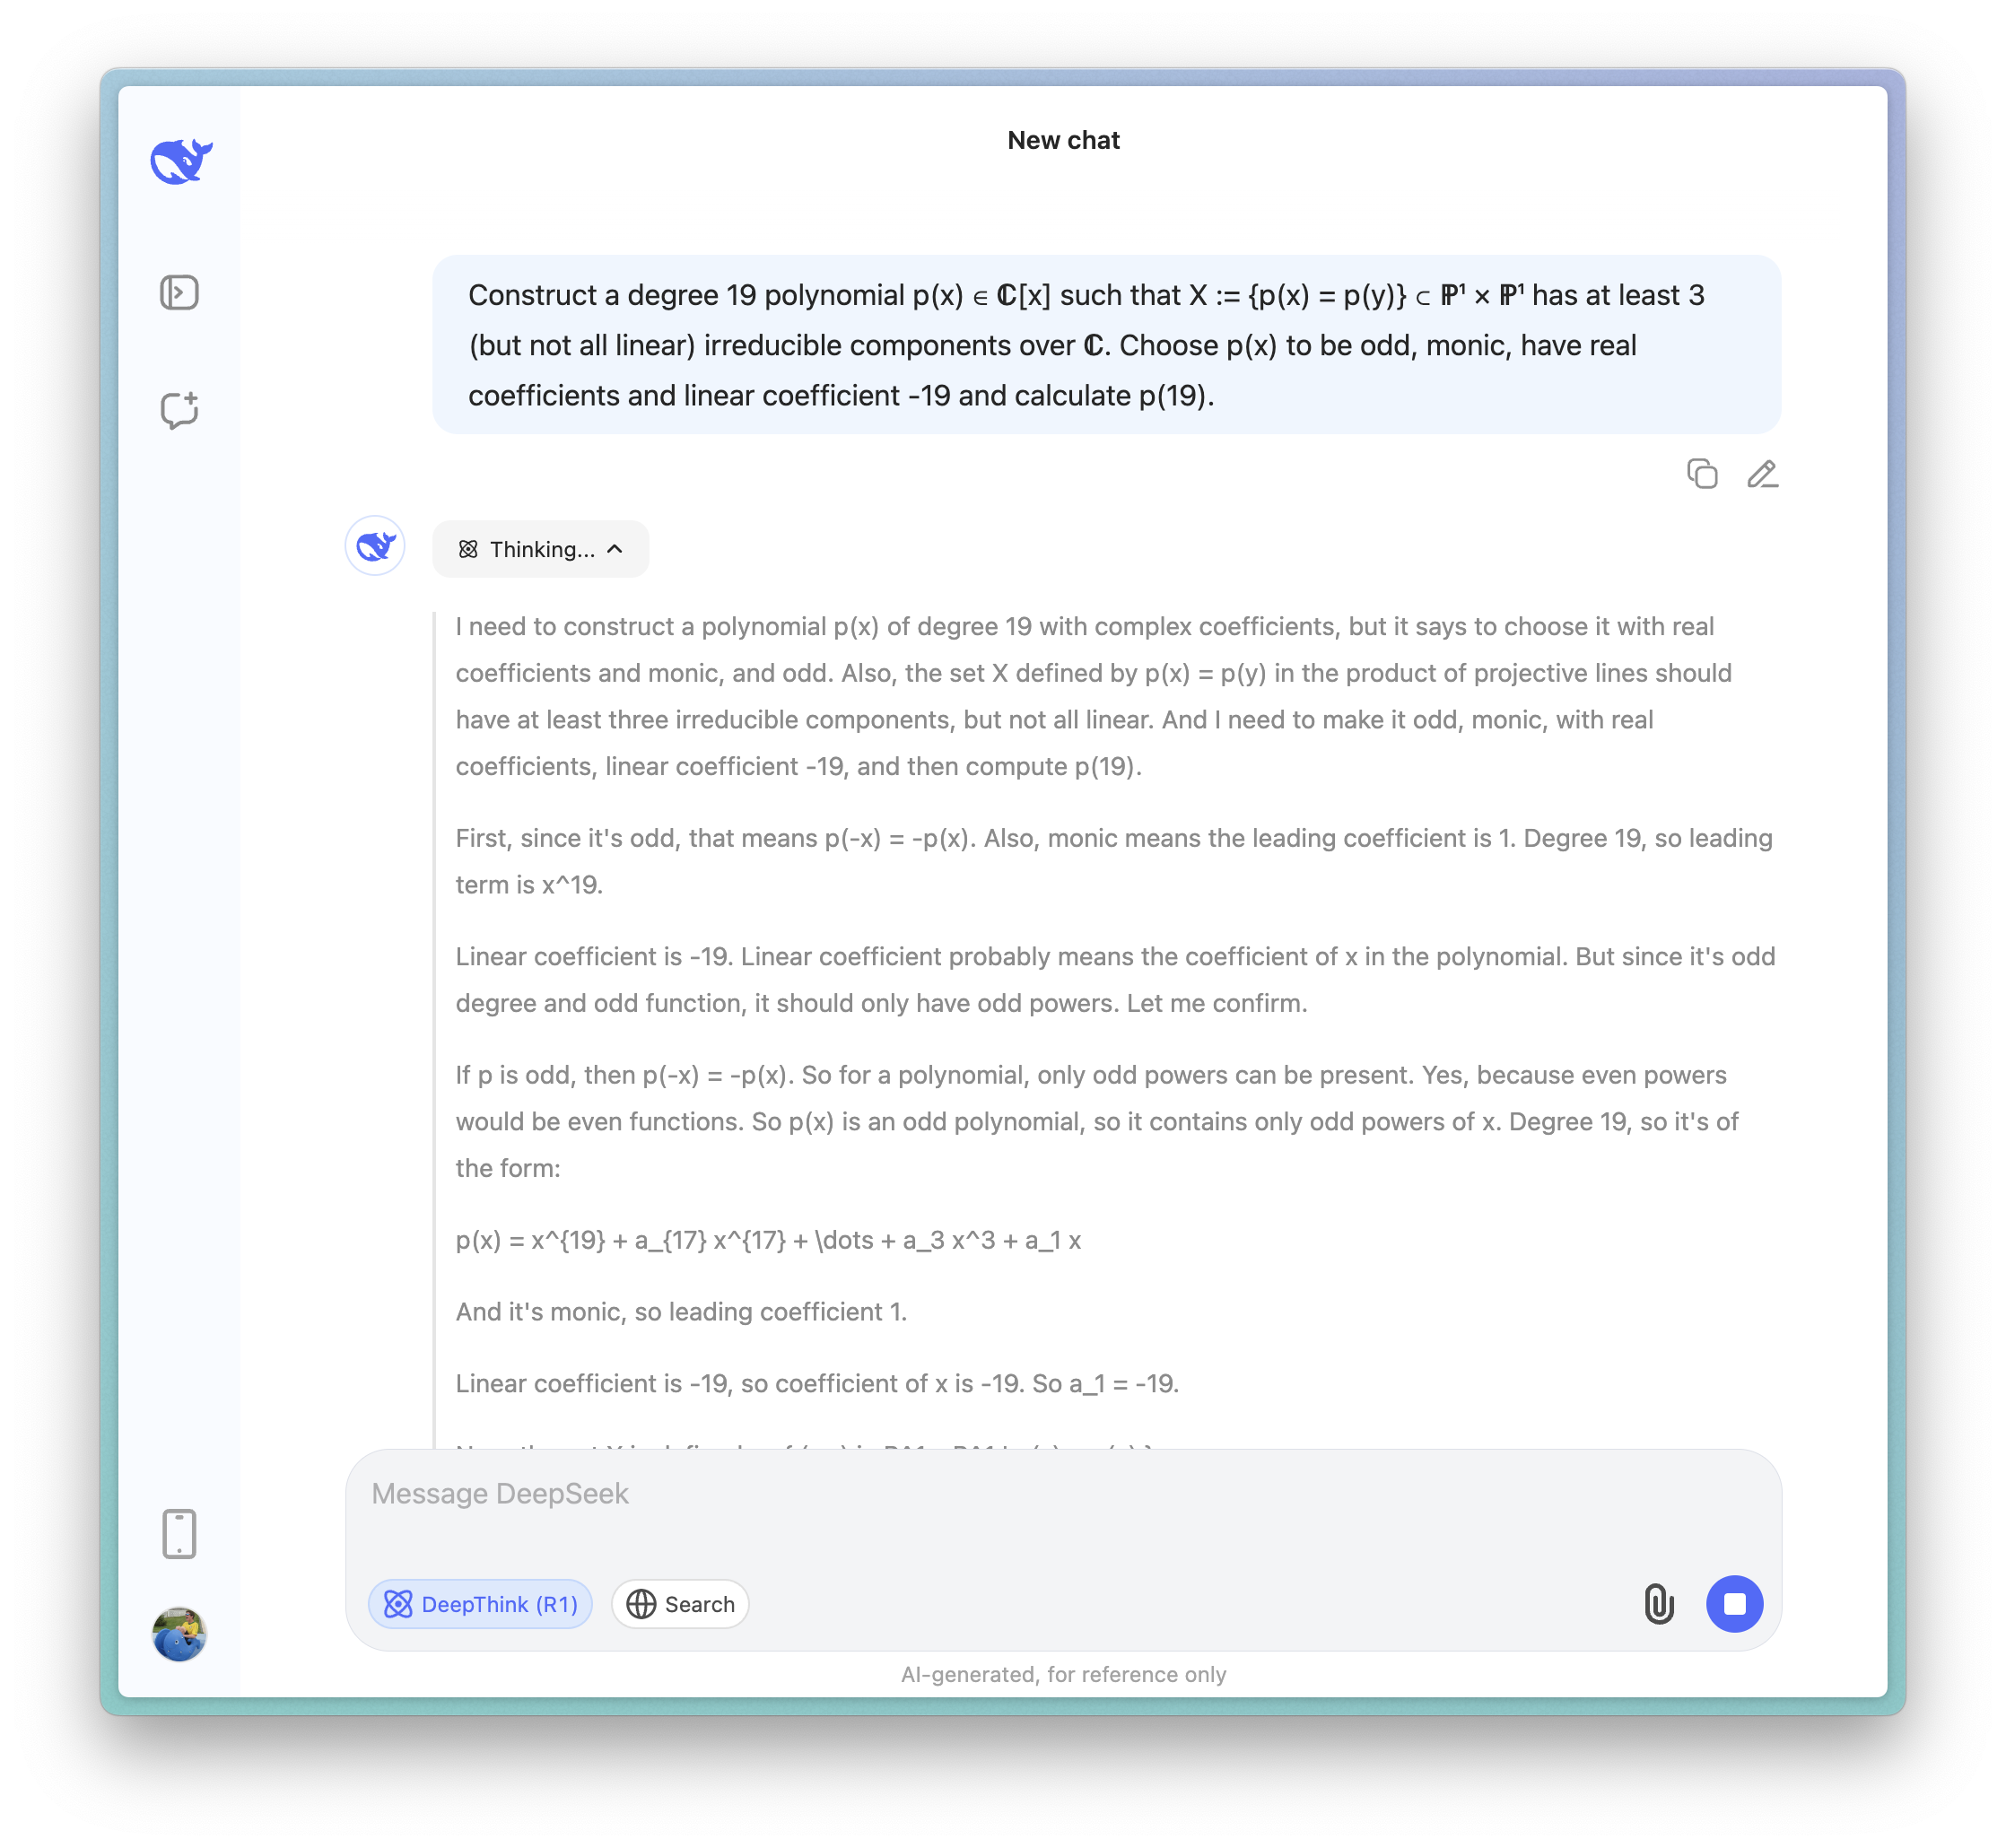 New chat
Construct a degree 19 polynomial p(x) ∈ ℂ[x] such that X := {p(x) = p(y)} ⊂ ℙ¹ × ℙ¹ has at least 3
(but not all linear) irreducible components over ℂ. Choose p(x) to be odd, monic, have real
coefficients and linear coefficient -19 and calculate p(19).
Thinking...
I need to construct a polynomial p(x) of degree 19 with complex coefficients, but it says to choose it with real
coefficients and monic, and odd. Also, the set X defined by p(x) = p(y) in the product of projective lines should
have at least three irreducible components, but not all linear. And I need to make it odd, monic, with real
coefficients, linear coefficient -19, and then compute p(19).
First, since it's odd, that means p(-x) = -p(x). Also, monic means the leading coefficient is 1. Degree 19, so leading
term is x^19.
Linear coefficient is -19. Linear coefficient probably means the coefficient of x in the polynomial. But since it's odd
degree and odd function, it should only have odd powers. Let me confirm.
If p is odd, then p(-x) = -p(x). So for a polynomial, only odd powers can be present. Yes, because even powers
would be even functions. So p(x) is an odd polynomial, so it contains only odd powers of x. Degree 19, so it's of
the form:
p(x) = x^{19} + a_{17} x^{17} + \dots + a_3 x^3 + a_1 x
And it's monic, so leading coefficient 1.
Linear coefficient is -19, so coefficient of x is -19. So a_1 = -19.
Message DeepSeek
DeepThink (R1)
Search
AI-generated, for reference only